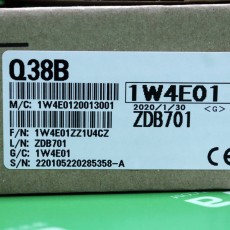 Q38B
1W4E01
2020/1/30 <G>
M/C: 1W4E0120013001
ZDB701
F/N: 1W4E01ZZ1U4CZ
L/N: ZDB701
G/C: 1W4E01
S/N: 220105220285358-A
CE